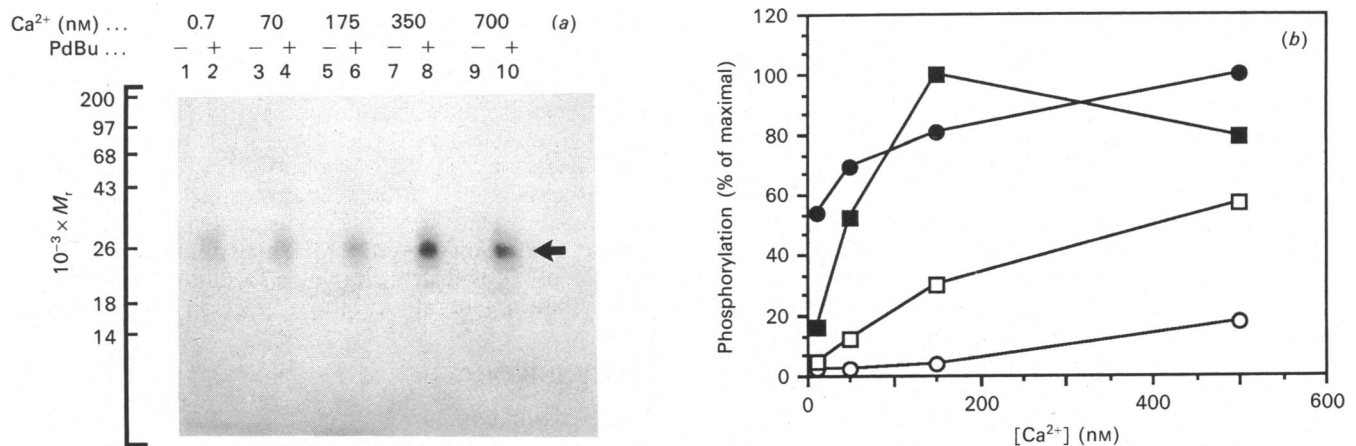 Ca²⁺ (nM) ... 0.7 70 175 350 700 (a)
PdBu ... − + − + − + − + − +
1 2 3 4 5 6 7 8 9 10
200
97
68
43
26
18
14
10⁻³ × Mᵣ
(b)
120
100
80
60
40
20
0
Phosphorylation (% of maximal)
0 200 400 600
[Ca²⁺] (nM)